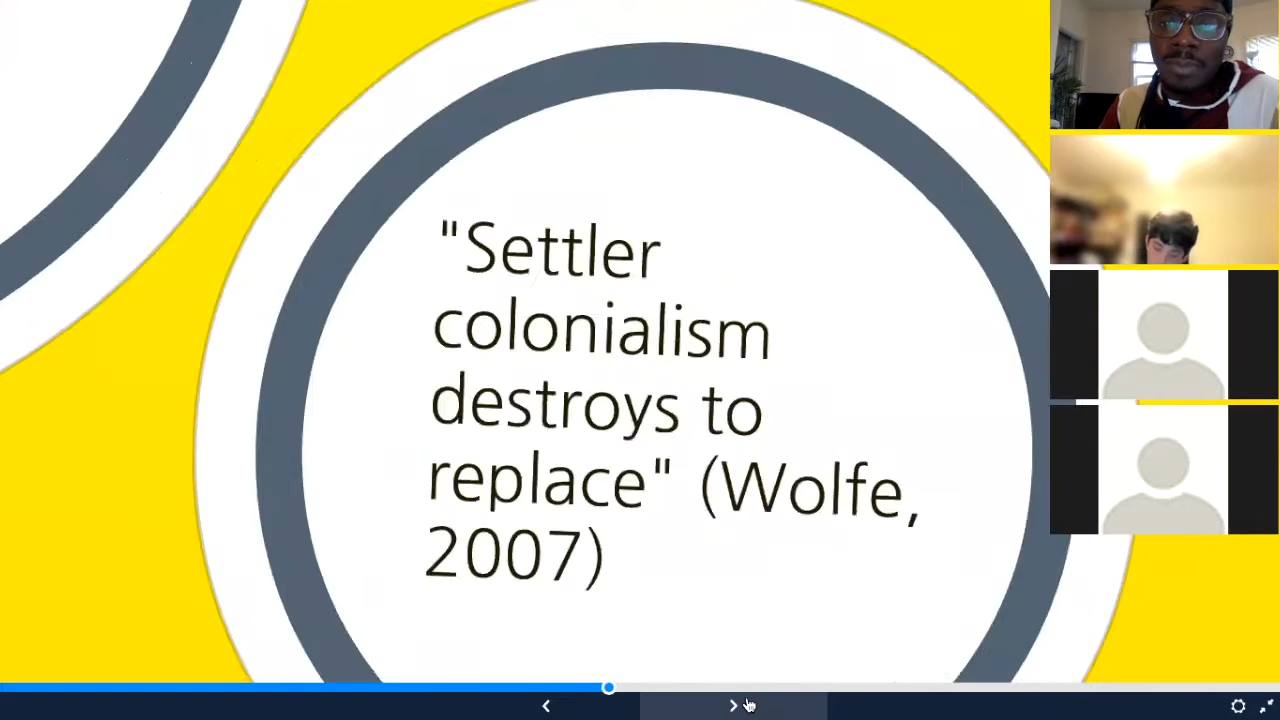 "Settler
colonialism
destroys to
replace" (Wolfe,
2007)